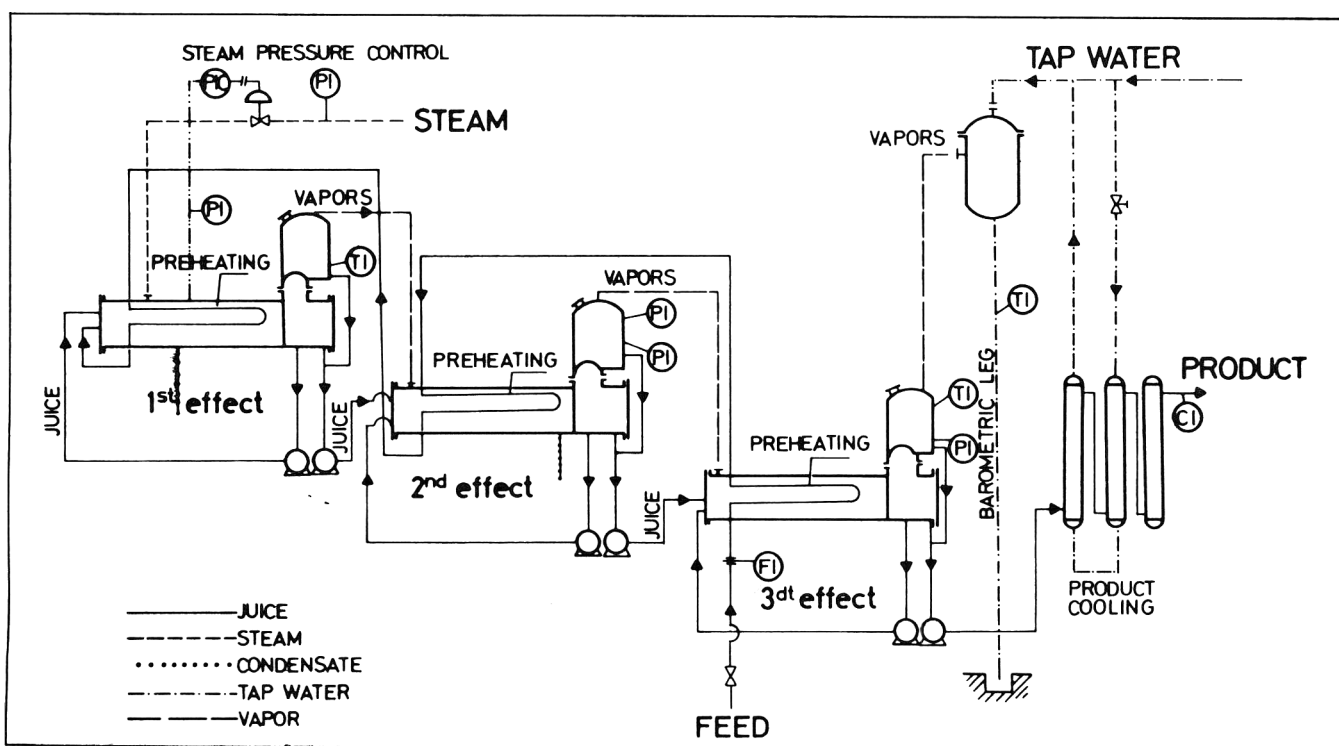 STEAM PRESSURE CONTROL
PIC
PI
STEAM
TAP WATER
VAPORS
PI
VAPORS
PREHEATING
TI
VAPORS
PI
TI
PI
PREHEATING
JUICE
1st effect
JUICE
2nd effect
TI
PI
PREHEATING
BAROMETRIC LEG
PRODUCT
CI
JUICE
FI
3dt effect
PRODUCT
COOLING
FEED
JUICE
STEAM
CONDENSATE
TAP WATER
VAPOR